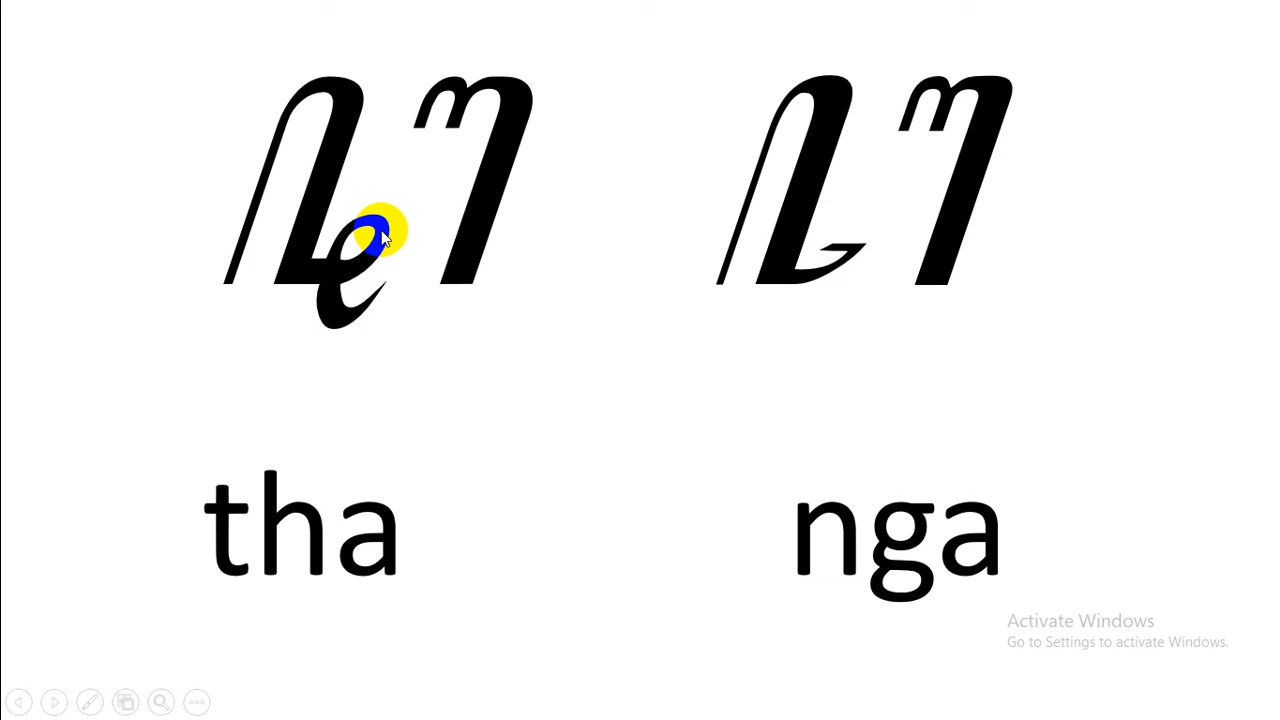 ꦛ ꦔ
tha nga
Activate Windows
Go to Settings to activate Windows.